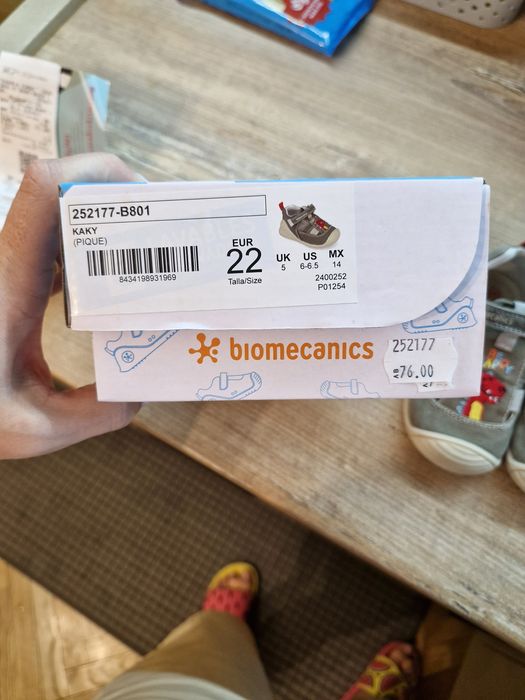 252177-B801
KAKY
(PIQUE)
8434198931969
EUR
22
Talla/Size
UK
5
US
6-6.5
MX
14
2400252
P01254
biomecanics
252177
76.00